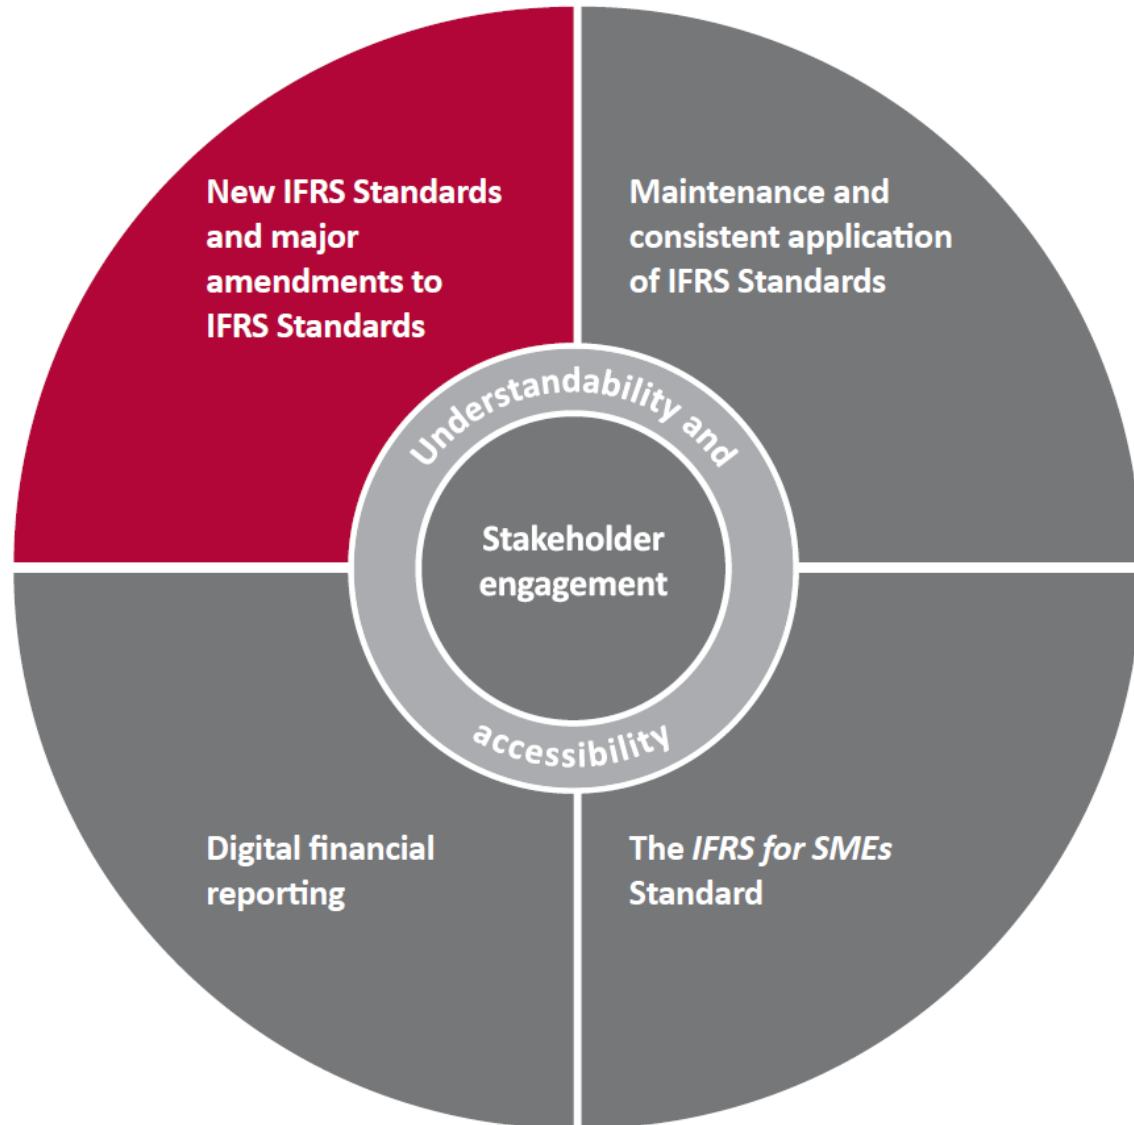 New IFRS Standards
and major
amendments to
IFRS Standards
Maintenance and
consistent application
of IFRS Standards
Understandability and
accessibility
Stakeholder
engagement
Digital financial
reporting
The IFRS for SMEs
Standard